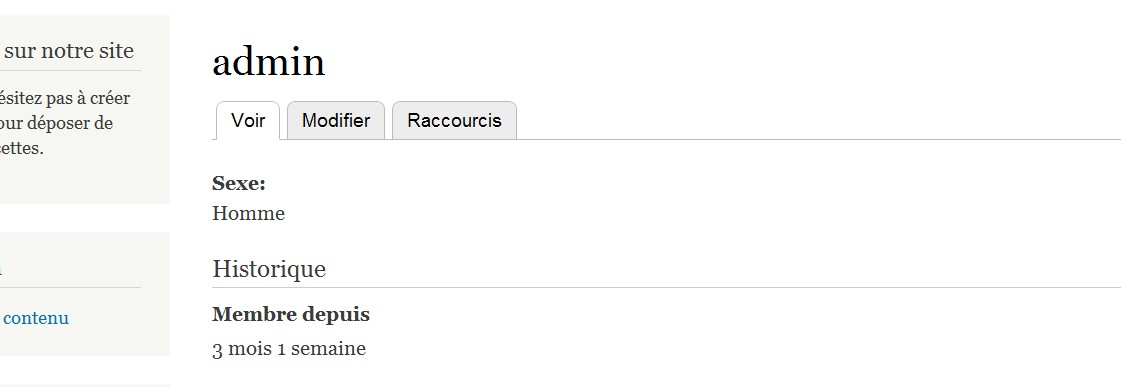 sur notre site
ésitez pas à créer
our déposer de
ettes.
contenu
admin
Voir Modifier Raccourcis
Sexe:
Homme
Historique
Membre depuis
3 mois 1 semaine